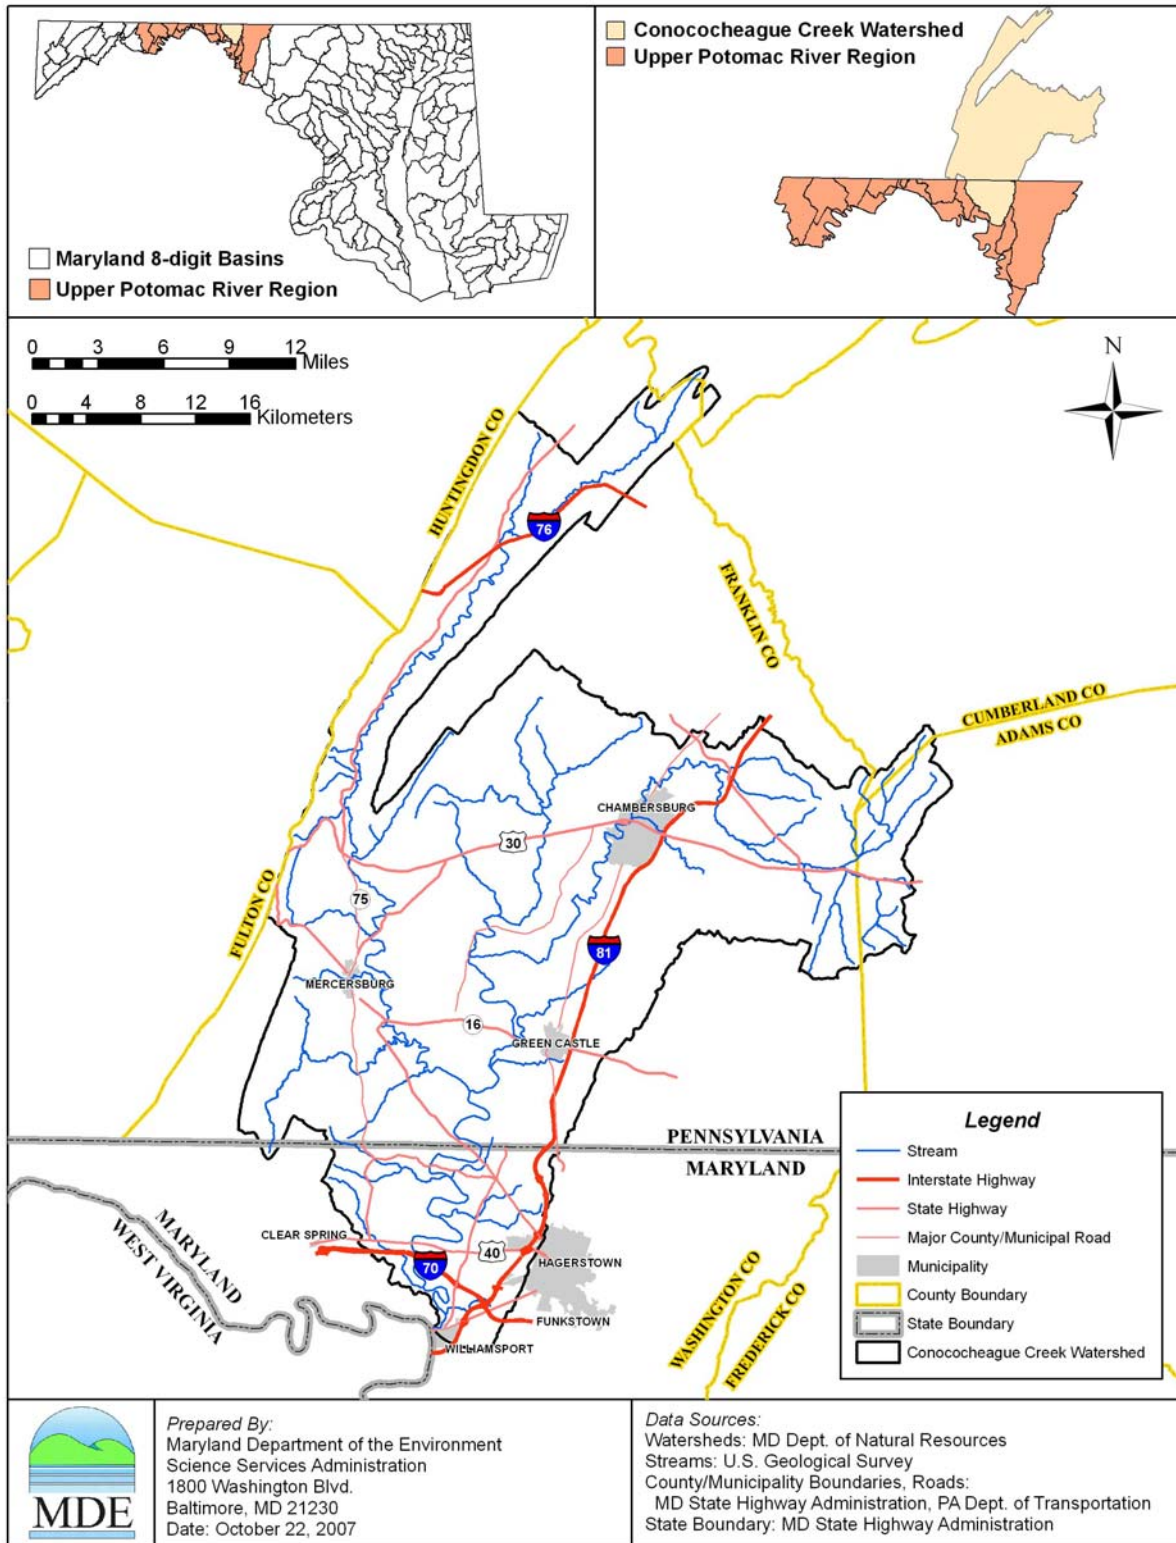 Maryland 8-digit Basins
Upper Potomac River Region
Conococheague Creek Watershed
Upper Potomac River Region
0 3 6 9 12
Miles
0 4 8 12 16
Kilometers
N
HUNTINGDON CO
76
FRANKLIN CO
CUMBERLAND CO
ADAMS CO
CHAMBERSBURG
30
FULTON CO
75
81
MERCERSBURG
16
GREEN CASTLE
PENNSYLVANIA
MARYLAND
MARYLAND
WEST VIRGINIA
CLEAR SPRING
40
70
HAGERSTOWN
FUNKSTOWN
WILLIAMSPORT
WASHINGTON CO
FREDERICK CO
Legend
Stream
Interstate Highway
State Highway
Major County/Municipal Road
Municipality
County Boundary
State Boundary
Conococheague Creek Watershed
MDE
Prepared By:
Maryland Department of the Environment
Science Services Administration
1800 Washington Blvd.
Baltimore, MD 21230
Date: October 22, 2007
Data Sources:
Watersheds: MD Dept. of Natural Resources
Streams: U.S. Geological Survey
County/Municipality Boundaries, Roads:
MD State Highway Administration, PA Dept. of Transportation
State Boundary: MD State Highway Administration